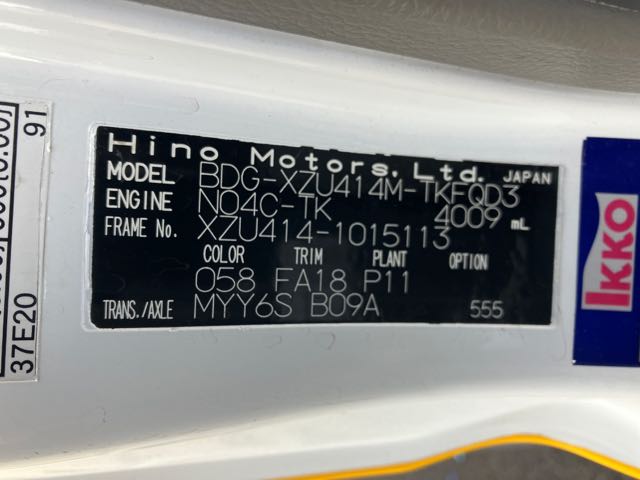 Hino Motors, Ltd. JAPAN
MODEL BDG-XZU414M-TKFQD3
ENGINE N04C-TK 4009 mL
FRAME No. XZU414-1015113
COLOR TRIM PLANT OPTION
058 FA18 P11
TRANS./AXLE MYY6S B09A 555
IKKO
91
37E20